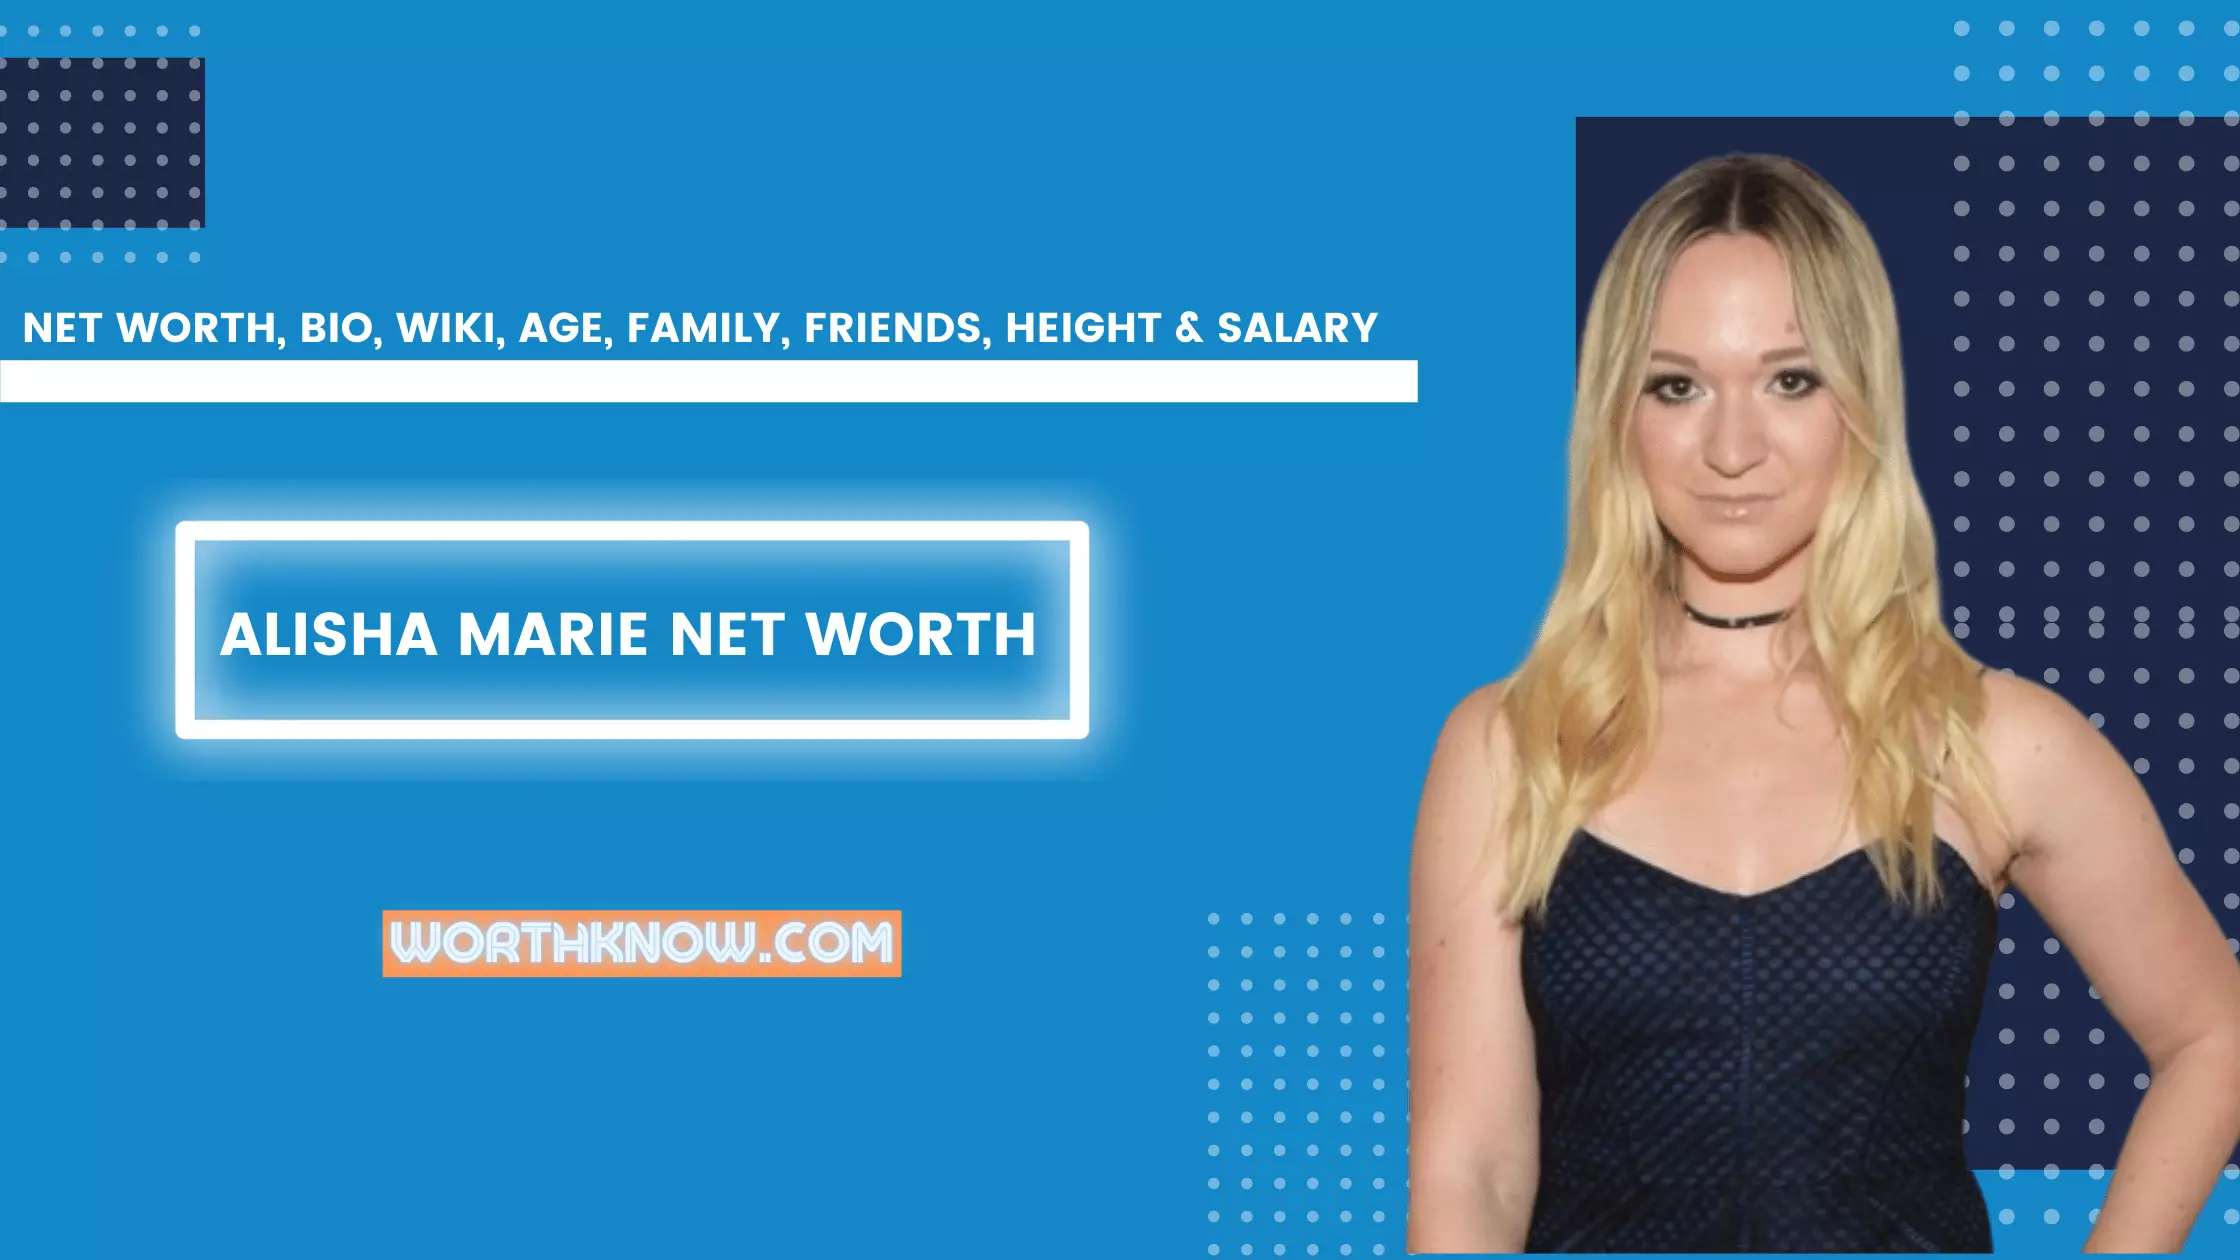 NET WORTH, BIO, WIKI, AGE, FAMILY, FRIENDS, HEIGHT & SALARY
ALISHA MARIE NET WORTH
WORTHKNOW.COM